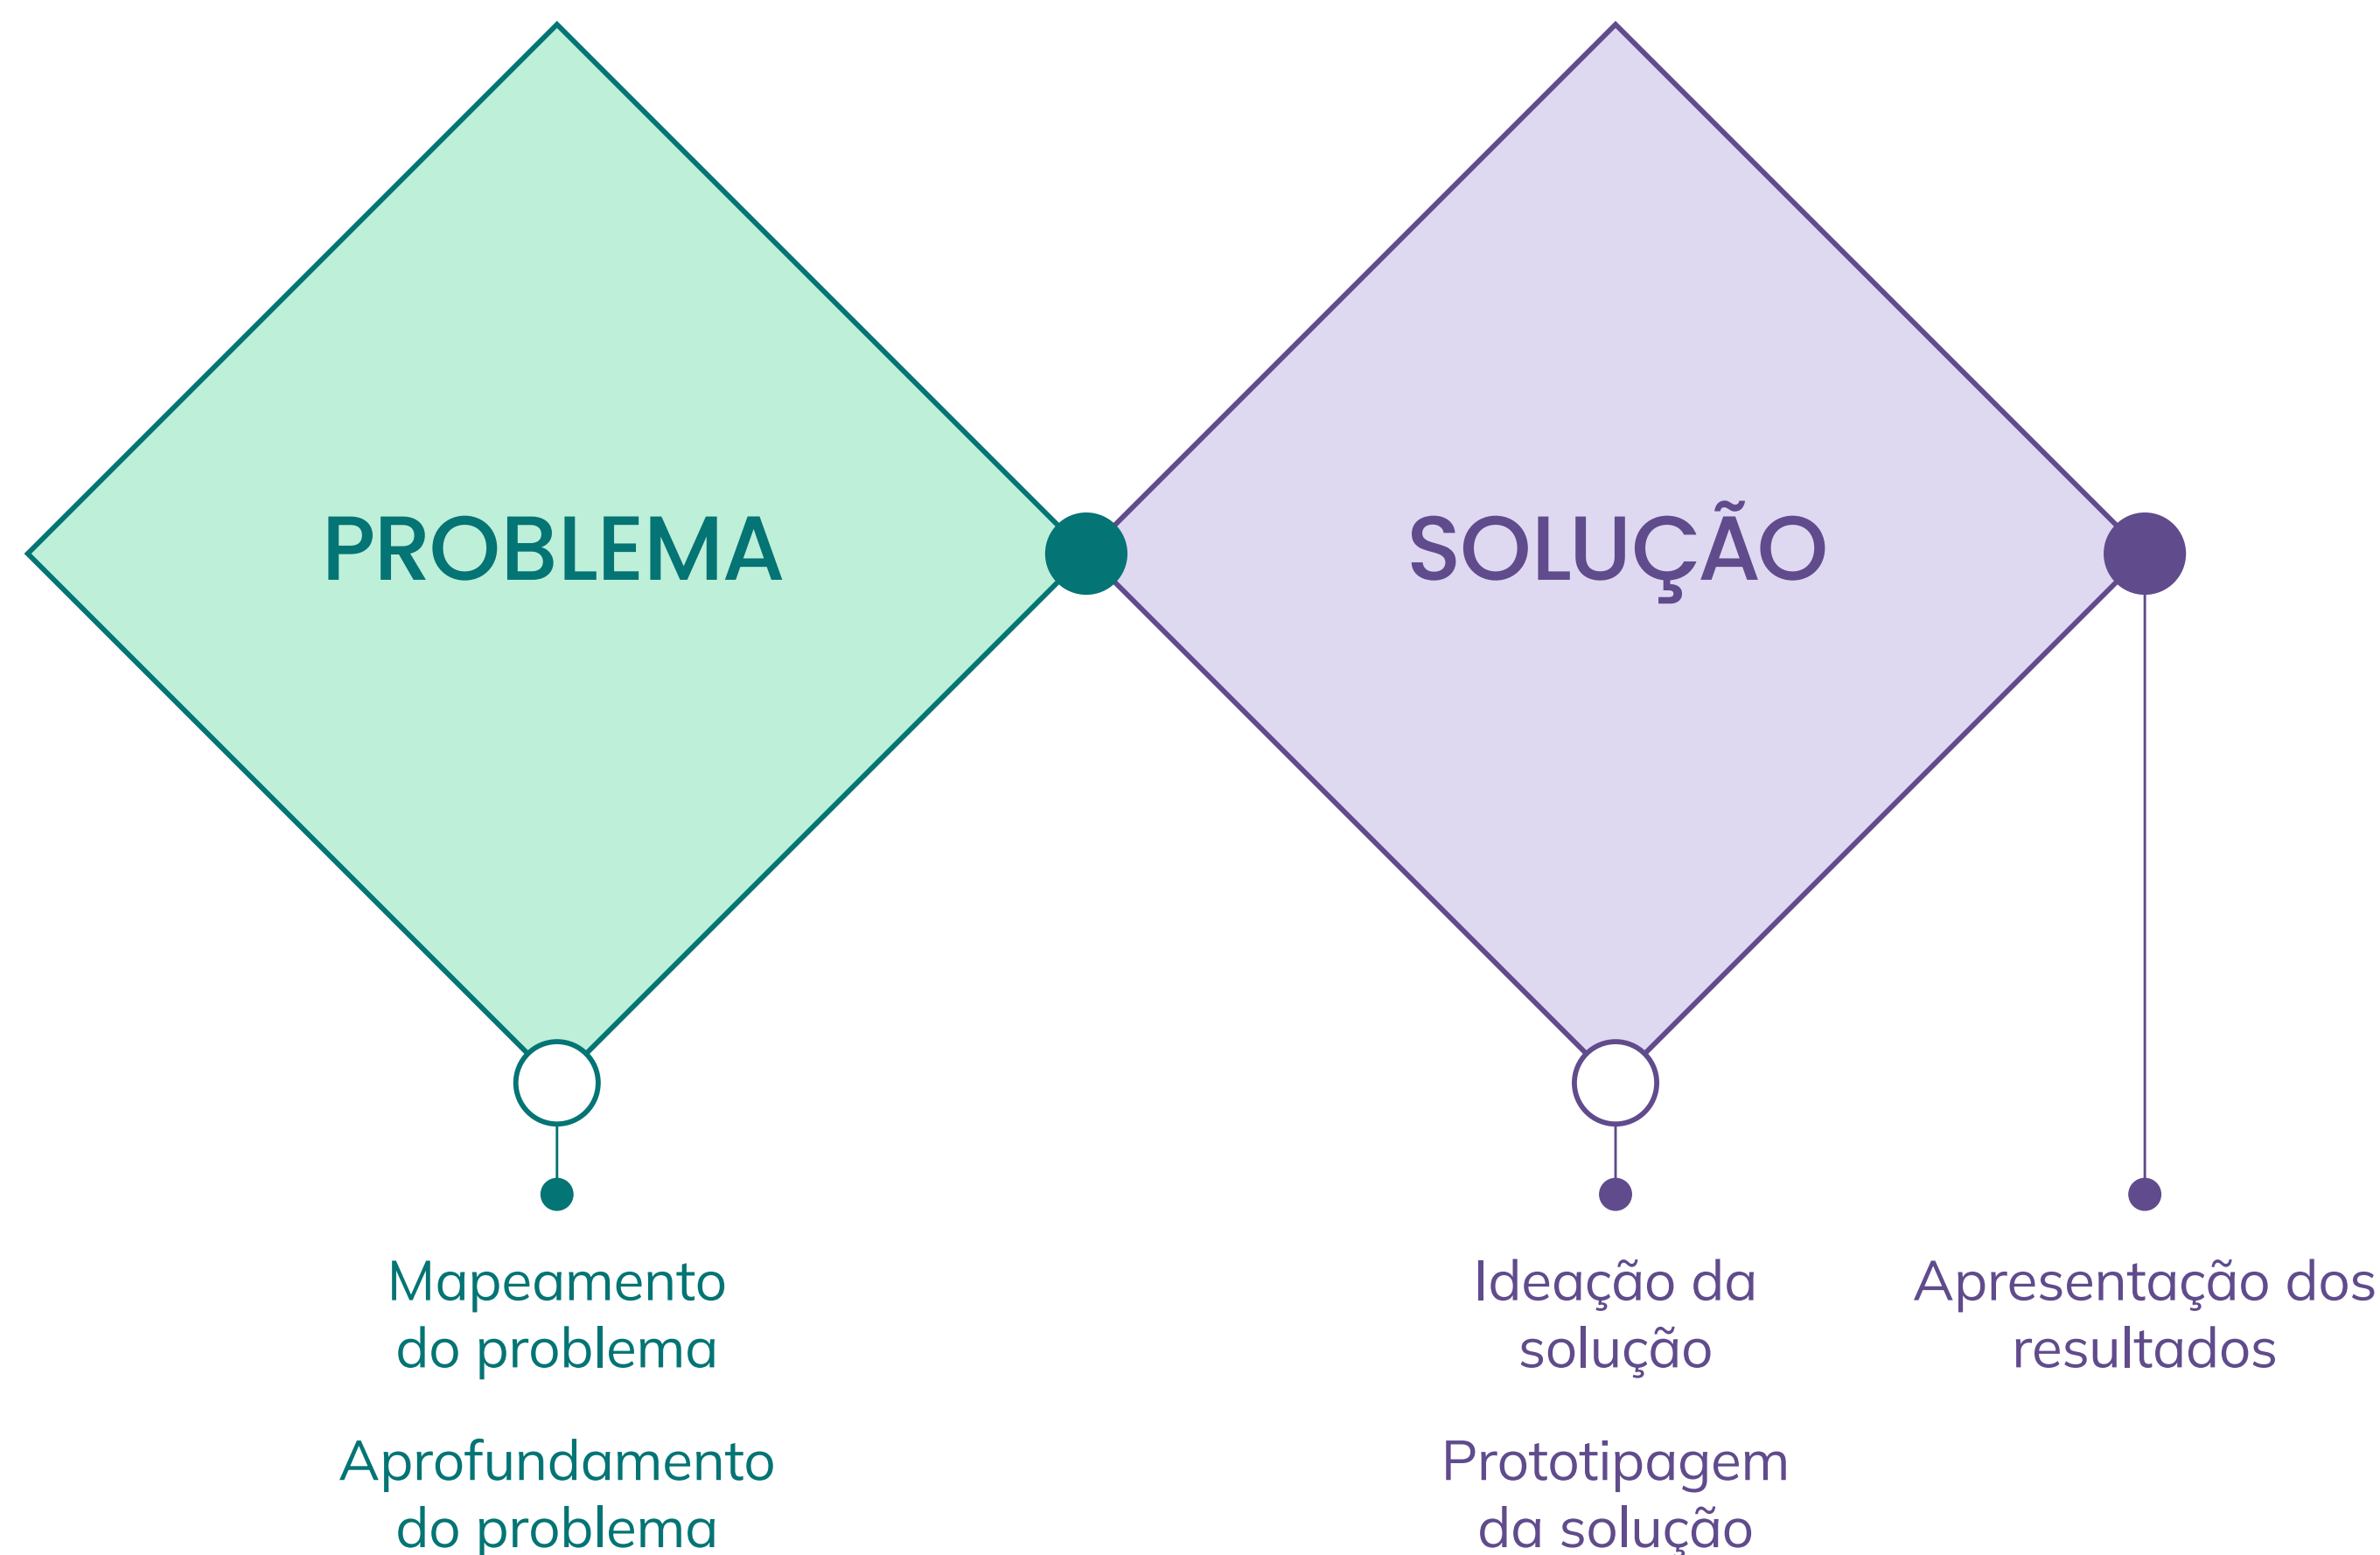 PROBLEMA
SOLUÇÃO
Mapeamento
do problema
Aprofundamento
do problema
Ideação da
solução
Prototipagem
da solução
Apresentação dos
resultados